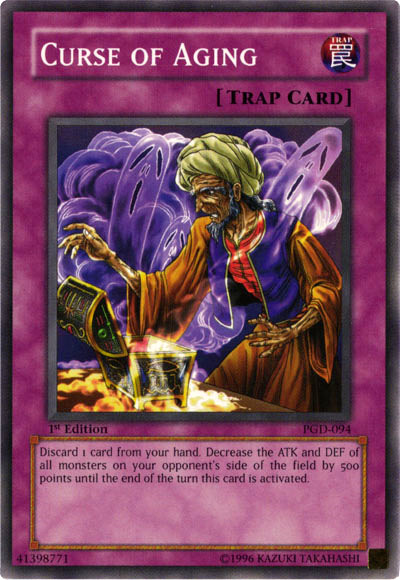 CURSE OF AGING
TRAP
罠
[TRAP CARD]
1st Edition
PGD-094
Discard 1 card from your hand. Decrease the ATK and DEF of
all monsters on your opponent's side of the field by 500
points until the end of the turn this card is activated.
41398771
©1996 KAZUKI TAKAHASHI